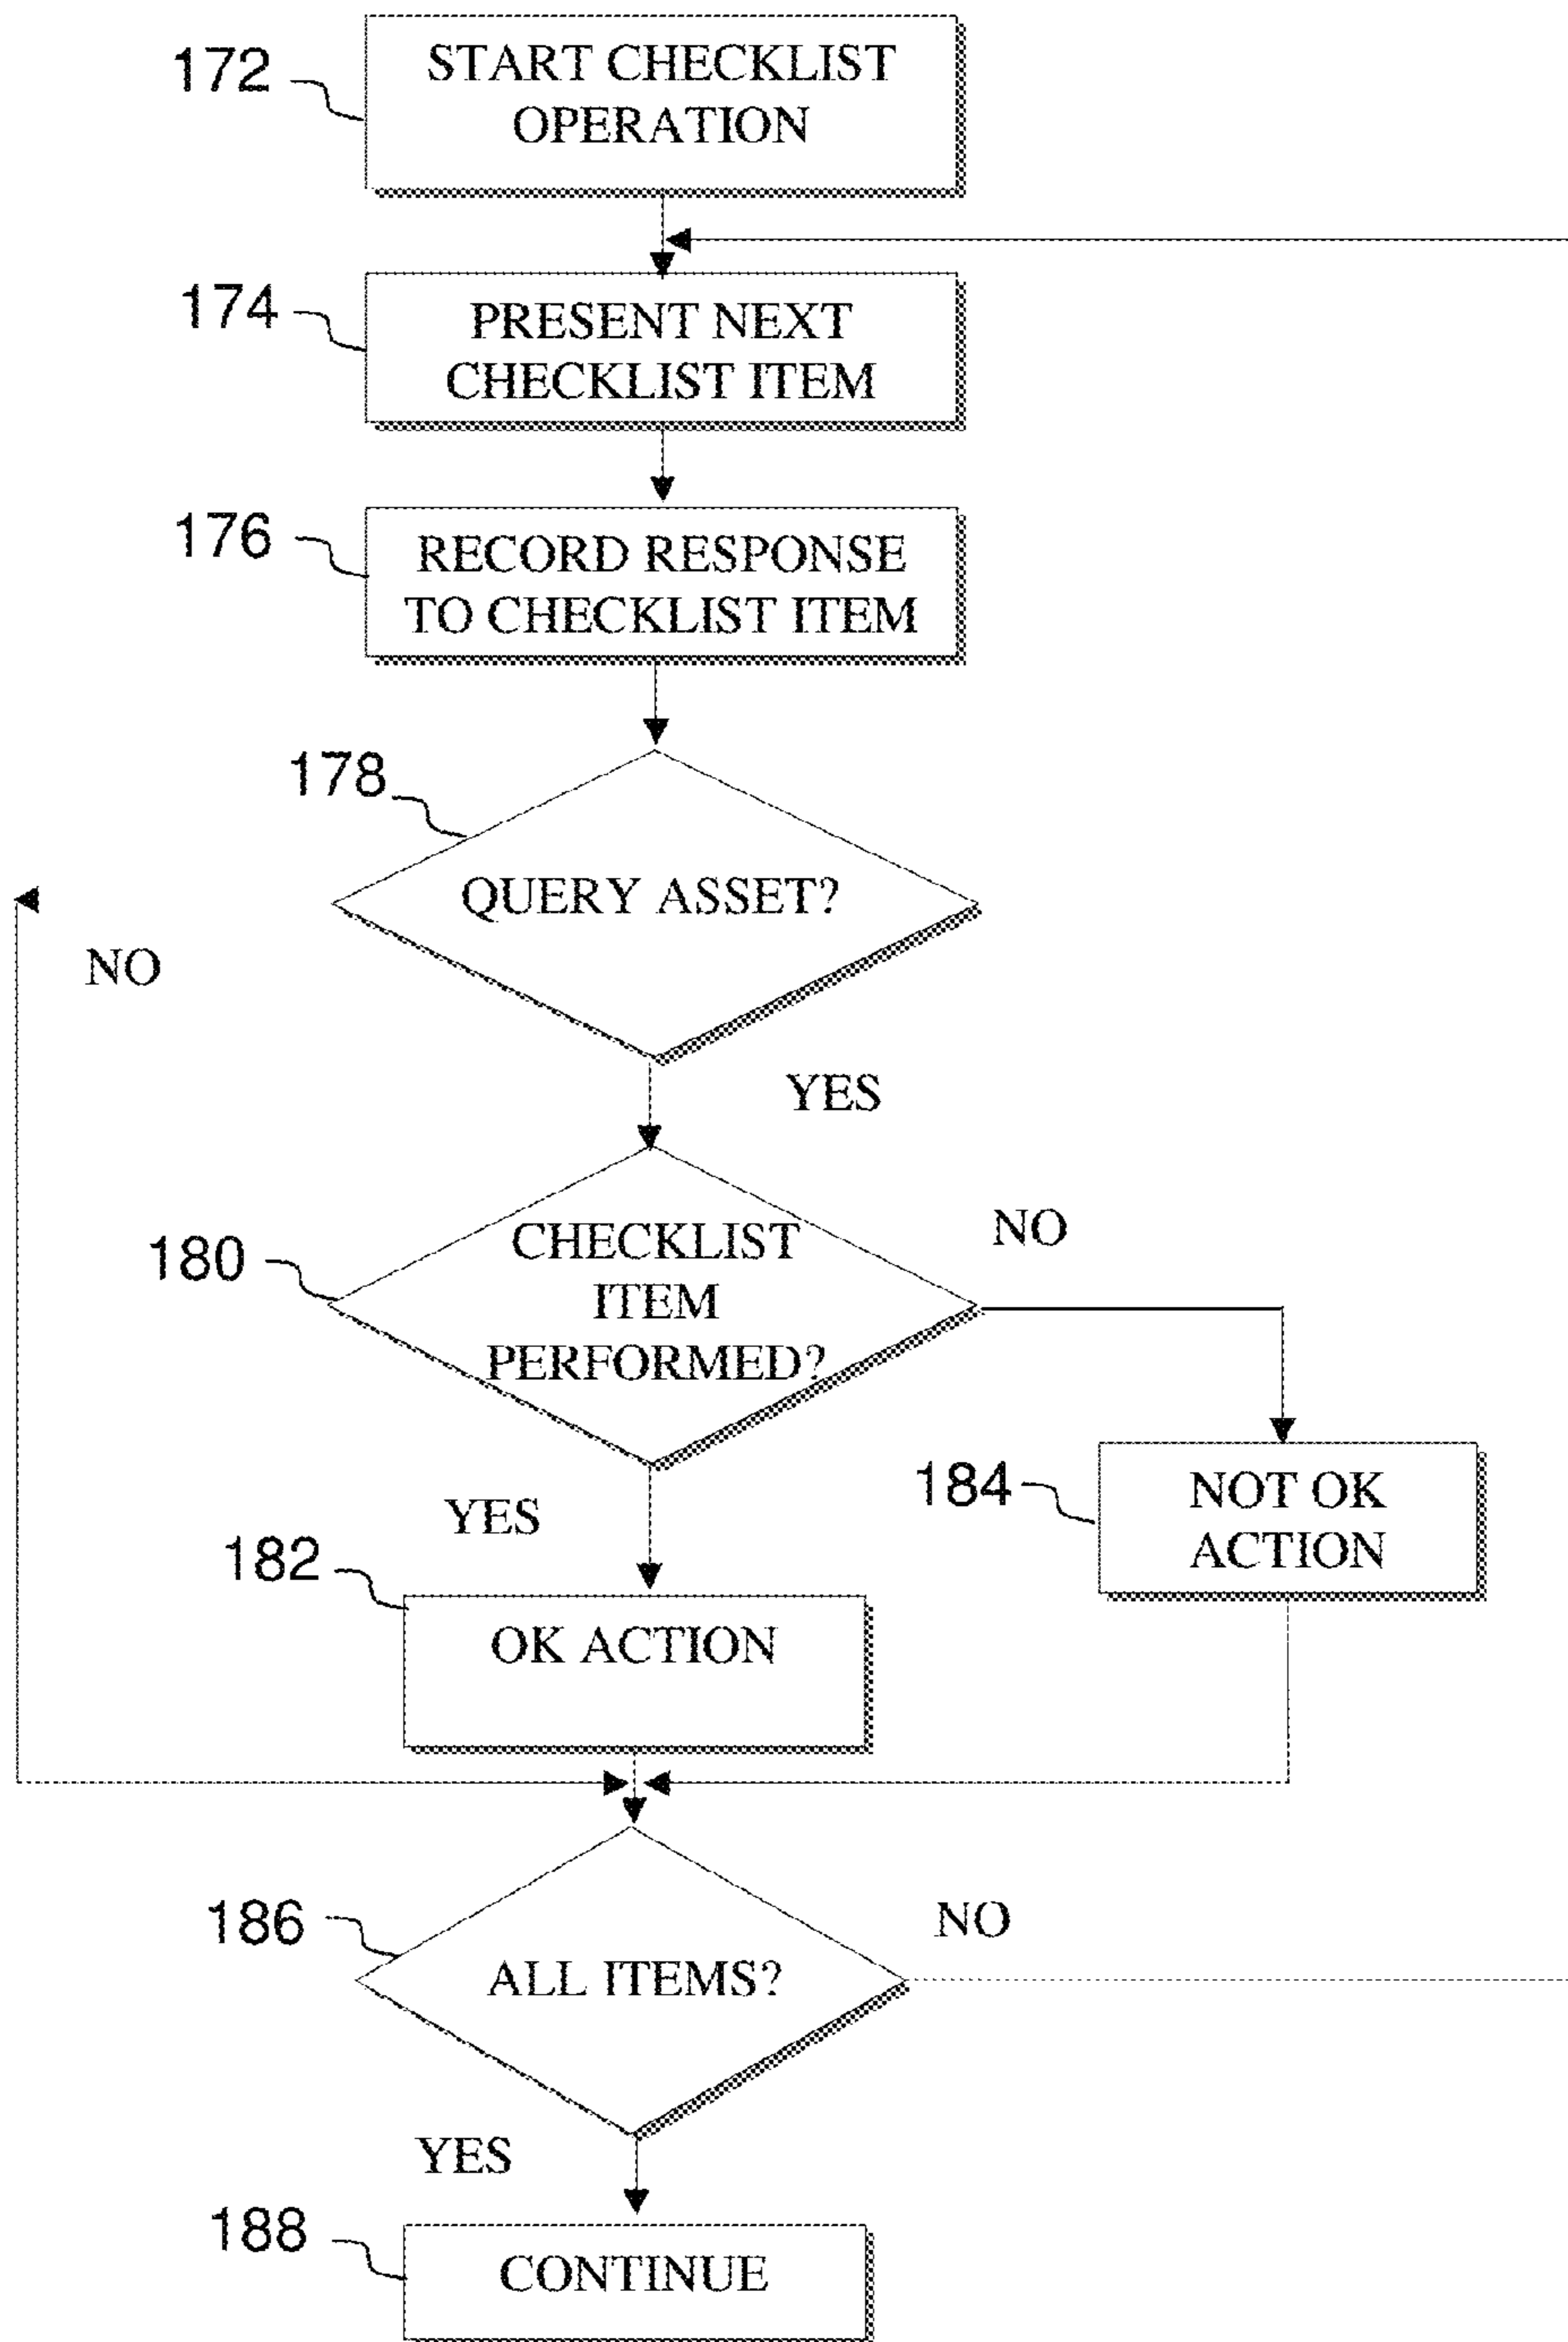 172
START CHECKLIST
OPERATION
174
PRESENT NEXT
CHECKLIST ITEM
176
RECORD RESPONSE
TO CHECKLIST ITEM
178
QUERY ASSET?
NO
YES
180
CHECKLIST
ITEM
PERFORMED?
NO
YES
184
NOT OK
ACTION
182
OK ACTION
186
ALL ITEMS?
NO
YES
188
CONTINUE